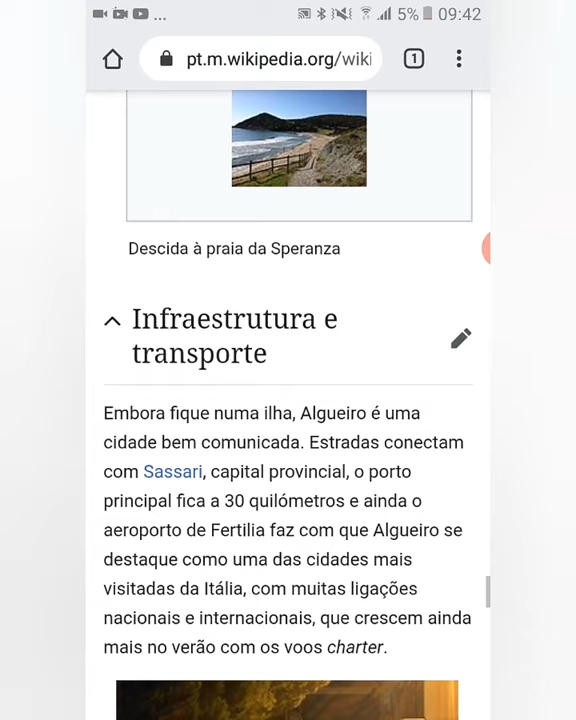 ... 5% 09:42
pt.m.wikipedia.org/wiki 1
Descida à praia da Speranza
Infraestrutura e
transporte
Embora fique numa ilha, Algueiro é uma
cidade bem comunicada. Estradas conectam
com Sassari, capital provincial, o porto
principal fica a 30 quilómetros e ainda o
aeroporto de Fertilia faz com que Algueiro se
destaque como uma das cidades mais
visitadas da Itália, com muitas ligações
nacionais e internacionais, que crescem ainda
mais no verão com os voos charter.